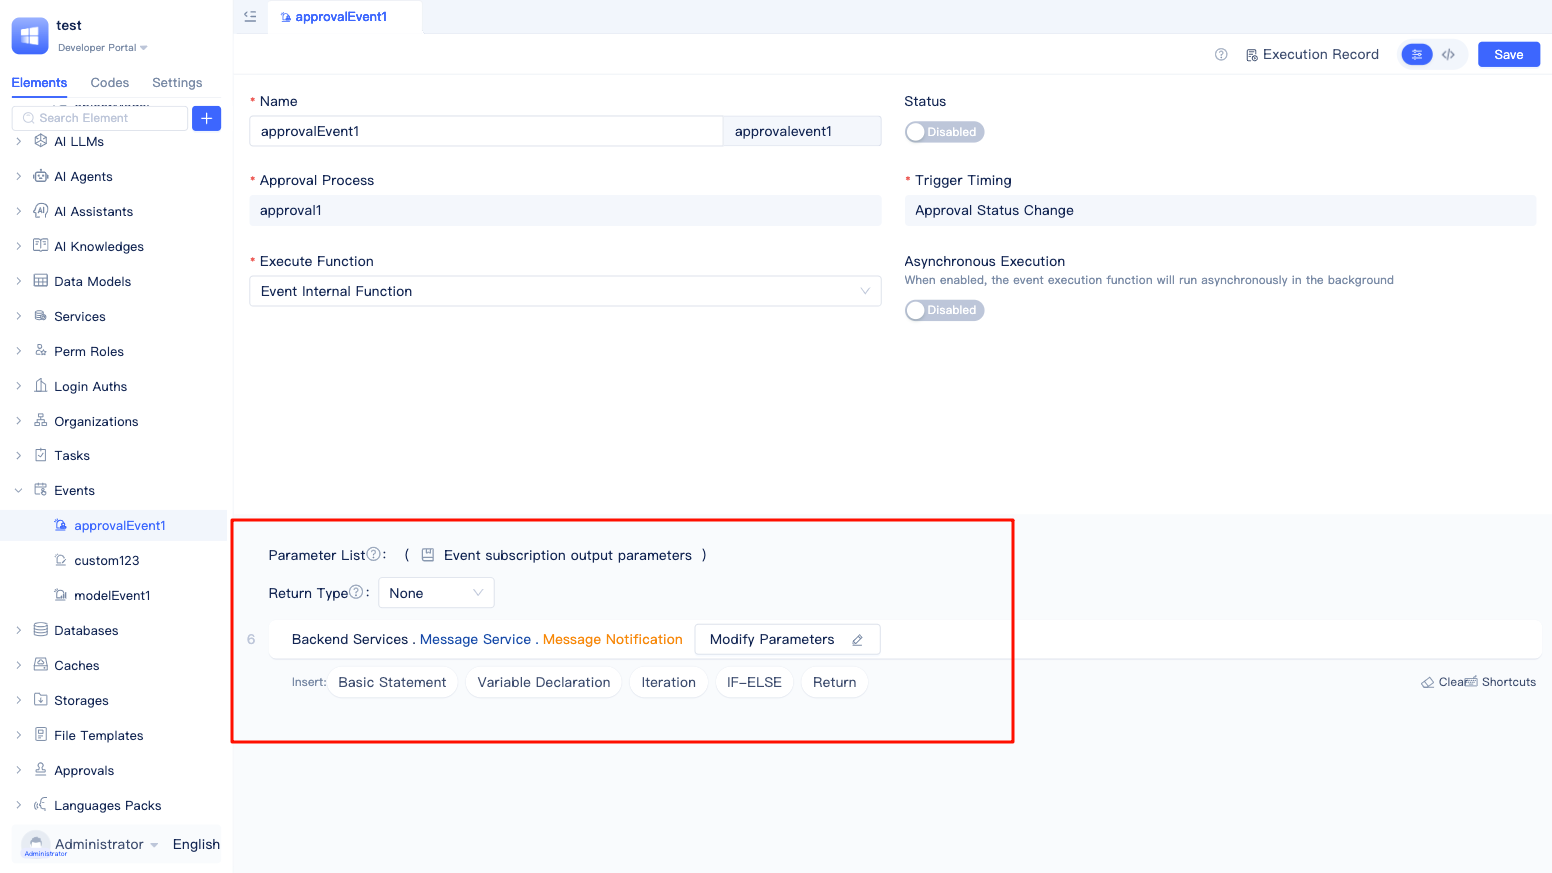 test
Developer Portal
Elements Codes Settings
Search Element
AI LLMs
AI Agents
AI Assistants
AI Knowledges
Data Models
Services
Perm Roles
Login Auths
Organizations
Tasks
Events
approvalEvent1
custom123
modelEvent1
Databases
Caches
Storages
File Templates
Approvals
Languages Packs
Administrator English
Administrator
approvalEvent1
Execution Record Save
* Name
approvalEvent1 approvalevent1
Status
Disabled
* Approval Process
approval1
* Trigger Timing
Approval Status Change
* Execute Function
Event Internal Function
Asynchronous Execution
When enabled, the event execution function will run asynchronously in the background
Disabled
Parameter List : ( Event subscription output parameters )
Return Type : None
6 Backend Services . Message Service . Message Notification Modify Parameters
Insert: Basic Statement Variable Declaration Iteration IF-ELSE Return
Clear Shortcuts